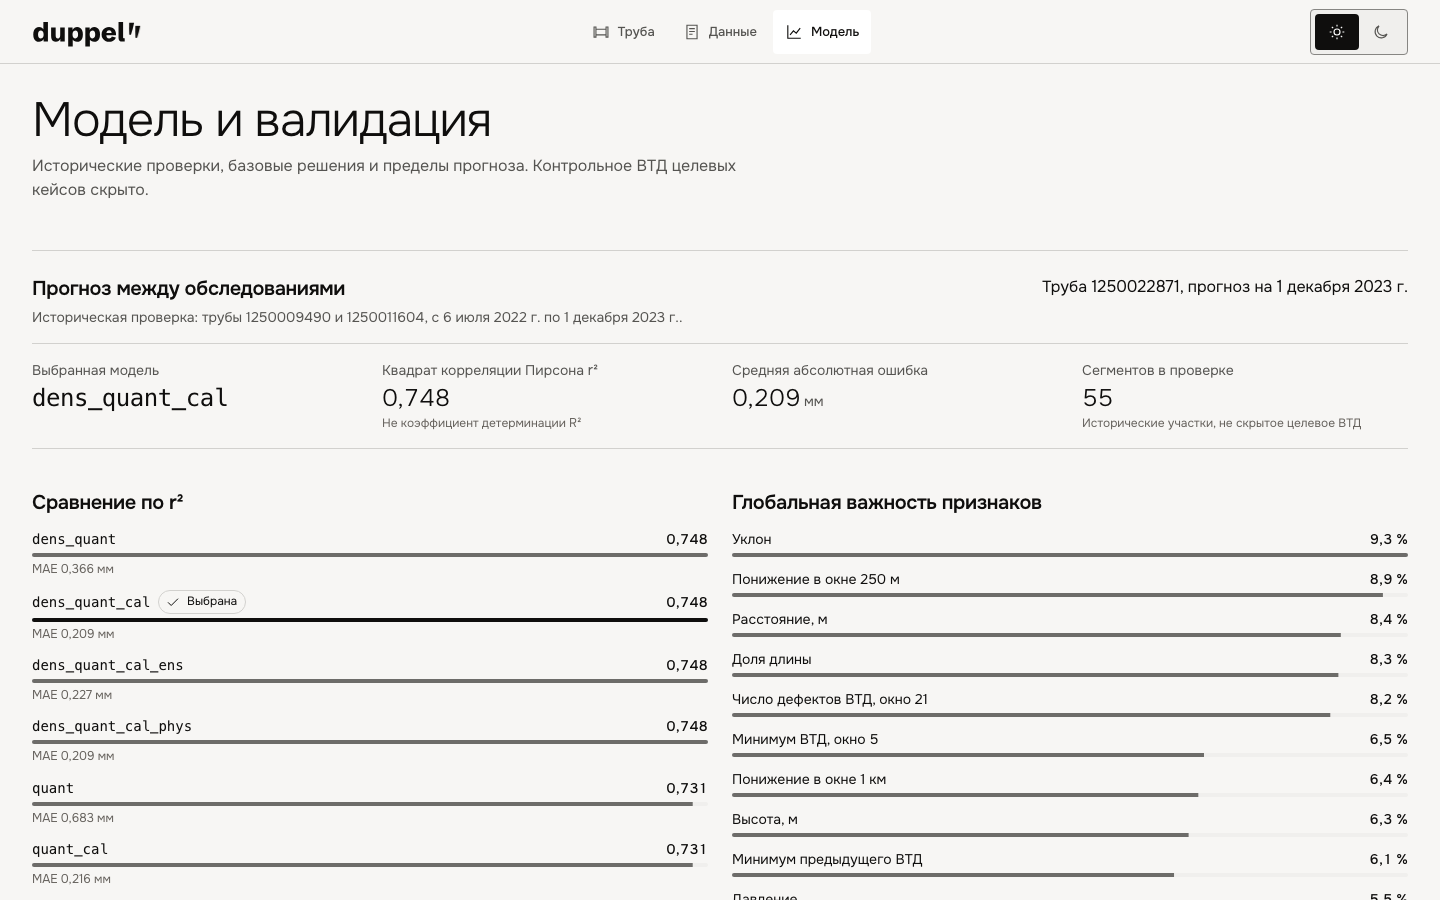 duppel
Труба
Данные
Модель
Модель и валидация
Исторические проверки, базовые решения и пределы прогноза. Контрольное ВТД целевых
кейсов скрыто.
Прогноз между обследованиями
Труба 1250022871, прогноз на 1 декабря 2023 г.
Историческая проверка: трубы 1250009490 и 1250011604, с 6 июля 2022 г. по 1 декабря 2023 г..
Выбранная модель
dens_quant_cal
Квадрат корреляции Пирсона r²
0,748
Не коэффициент детерминации R²
Средняя абсолютная ошибка
0,209 мм
Сегментов в проверке
55
Исторические участки, не скрытое целевое ВТД
Сравнение по r²
dens_quant 0,748
MAE 0,366 мм
dens_quant_cal Выбрана 0,748
MAE 0,209 мм
dens_quant_cal_ens 0,748
MAE 0,227 мм
dens_quant_cal_phys 0,748
MAE 0,209 мм
quant 0,731
MAE 0,683 мм
quant_cal 0,731
MAE 0,216 мм
Глобальная важность признаков
Уклон 9,3 %
Понижение в окне 250 м 8,9 %
Расстояние, м 8,4 %
Доля длины 8,3 %
Число дефектов ВТД, окно 21 8,2 %
Минимум ВТД, окно 5 6,5 %
Понижение в окне 1 км 6,4 %
Высота, м 6,3 %
Минимум предыдущего ВТД 6,1 %
Давление 5,5 %